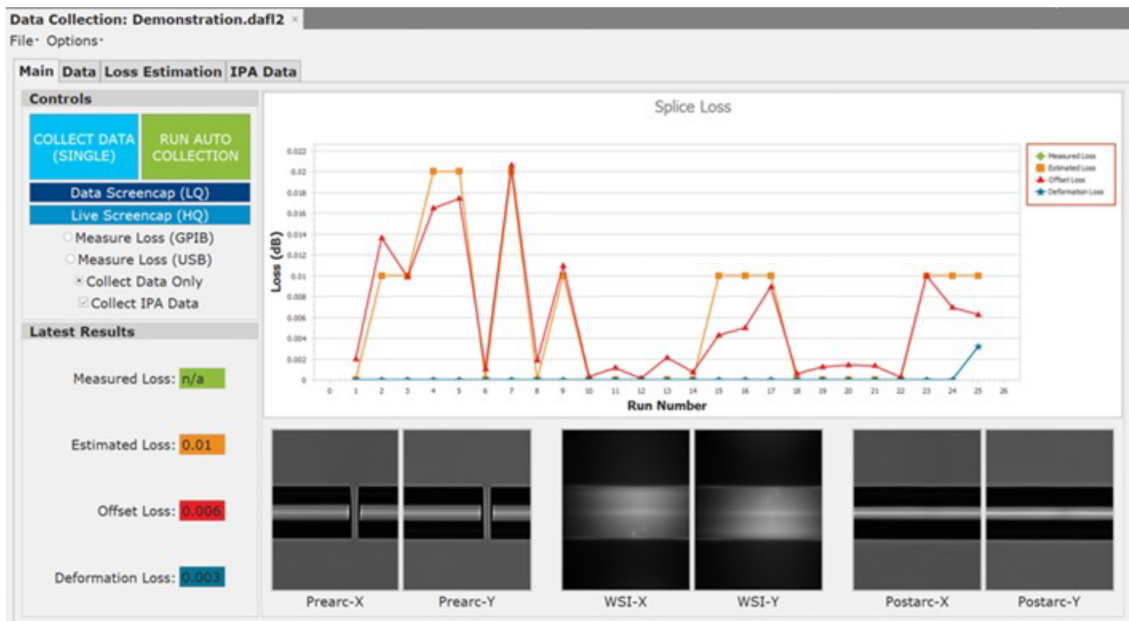 Data Collection: Demonstration.dafl2 ×
File· Options·
Main Data Loss Estimation IPA Data
Controls
COLLECT DATA
(SINGLE)
RUN AUTO
COLLECTION
Data Screencap (LQ)
Live Screencap (HQ)
Measure Loss (GPIB)
Measure Loss (USB)
Collect Data Only
Collect IPA Data
Latest Results
Measured Loss: n/a
Estimated Loss: 0.01
Offset Loss: 0.006
Deformation Loss: 0.003
Splice Loss
Loss (dB)
0.022
0.02
0.018
0.016
0.014
0.012
0.01
0.008
0.006
0.004
0.002
0
0 1 2 3 4 5 6 7 8 9 10 11 12 13 14 15 16 17 18 19 20 21 22 23 24 25 26
Run Number
Measured Loss
Estimated Loss
Offset Loss
Deformation Loss
Prearc-X Prearc-Y WSI-X WSI-Y Postarc-X Postarc-Y